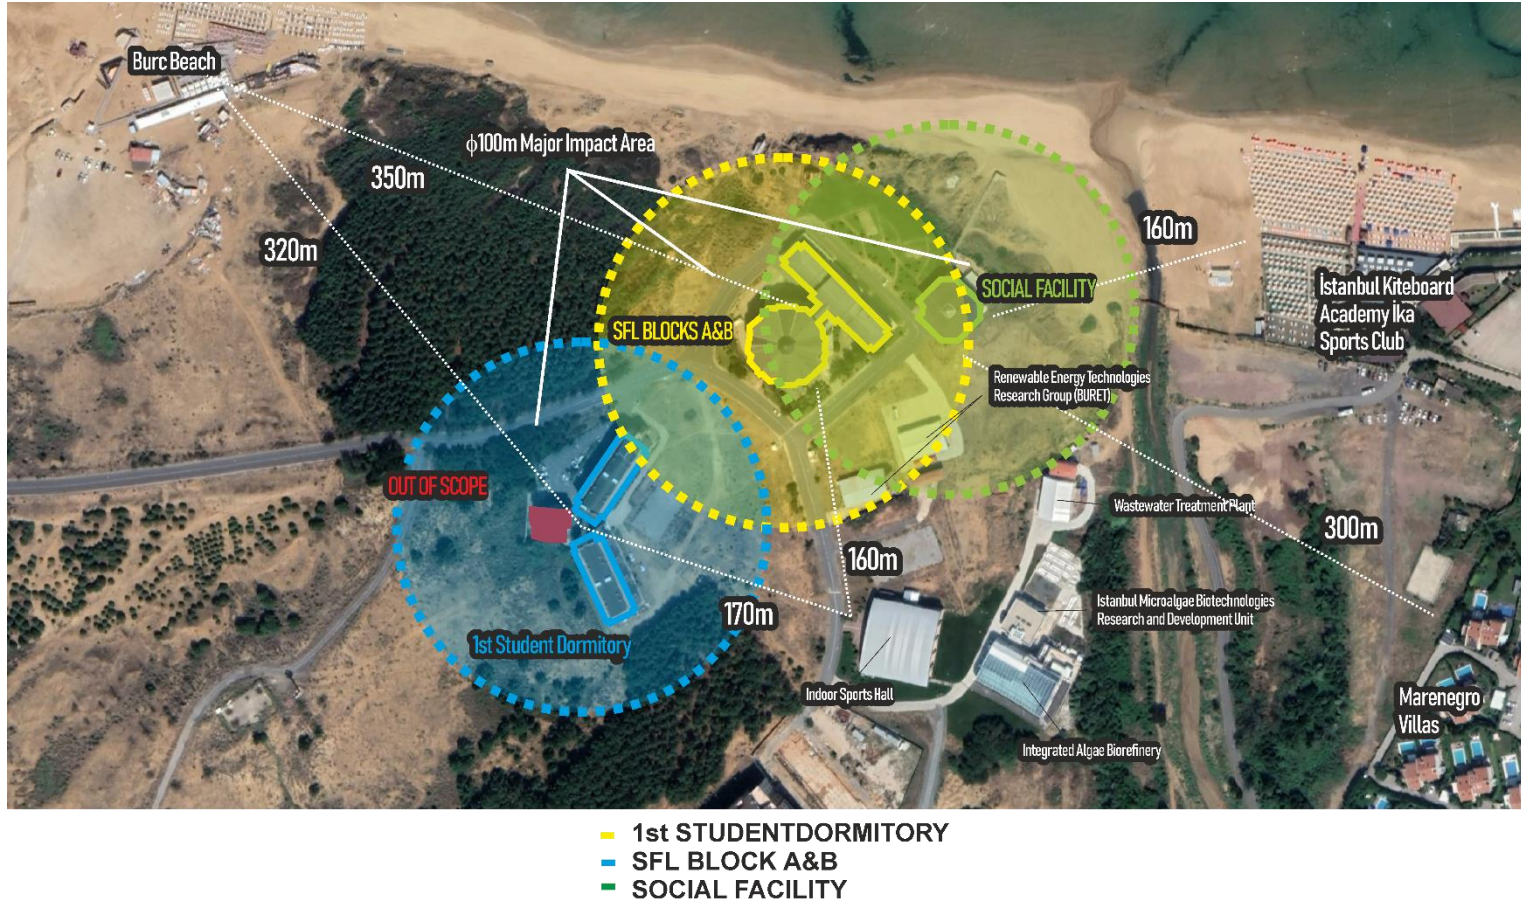 Burc Beach
ϕ100m Major Impact Area
350m
320m
160m
SOCIAL FACILITY
İstanbul Kiteboard
Academy İka
Sports Club
SFL BLOCKS A&B
Renewable Energy Technologies
Research Group (BURET)
OUT OF SCOPE
Wastewater Treatment Plant
300m
160m
170m
Istanbul Microalgae Biotechnologies
Research and Development Unit
1st Student Dormitory
Indoor Sports Hall
Marenegro
Villas
Integrated Algae Biorefinery
1st STUDENTDORMITORY
SFL BLOCK A&B
SOCIAL FACILITY